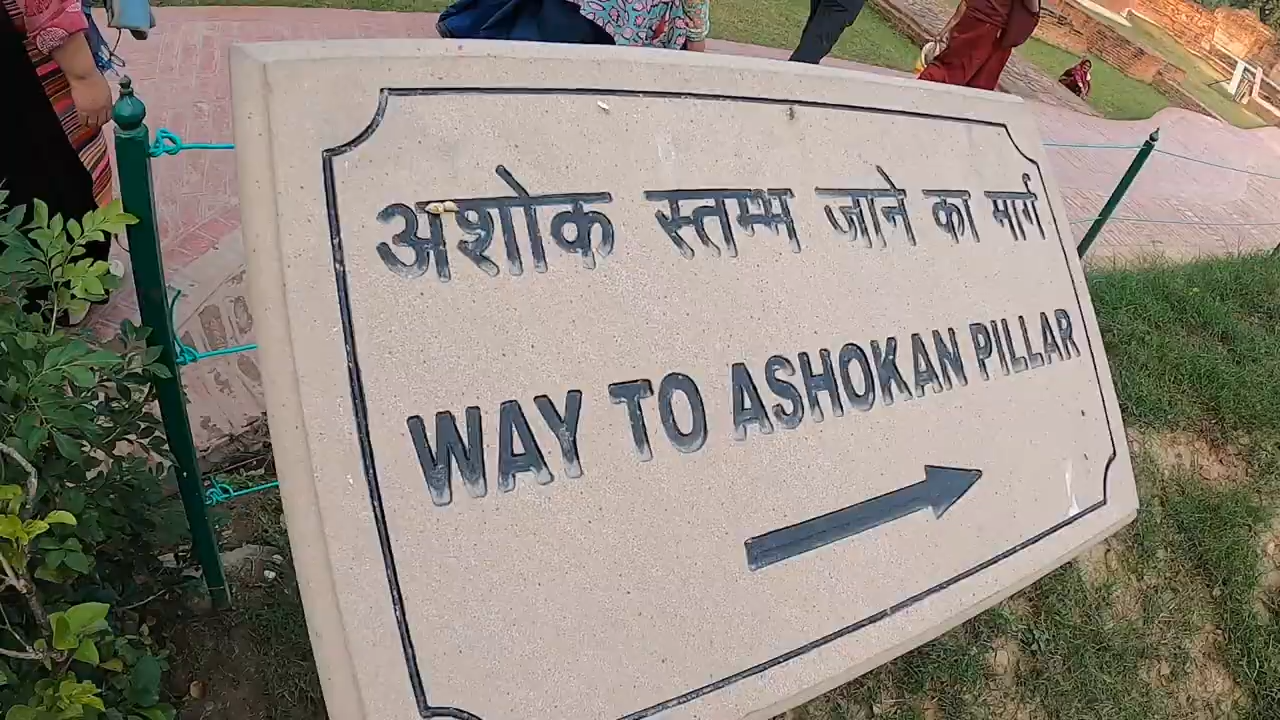 अशोक स्तम्भ जाने का मार्ग
WAY TO ASHOKAN PILLAR